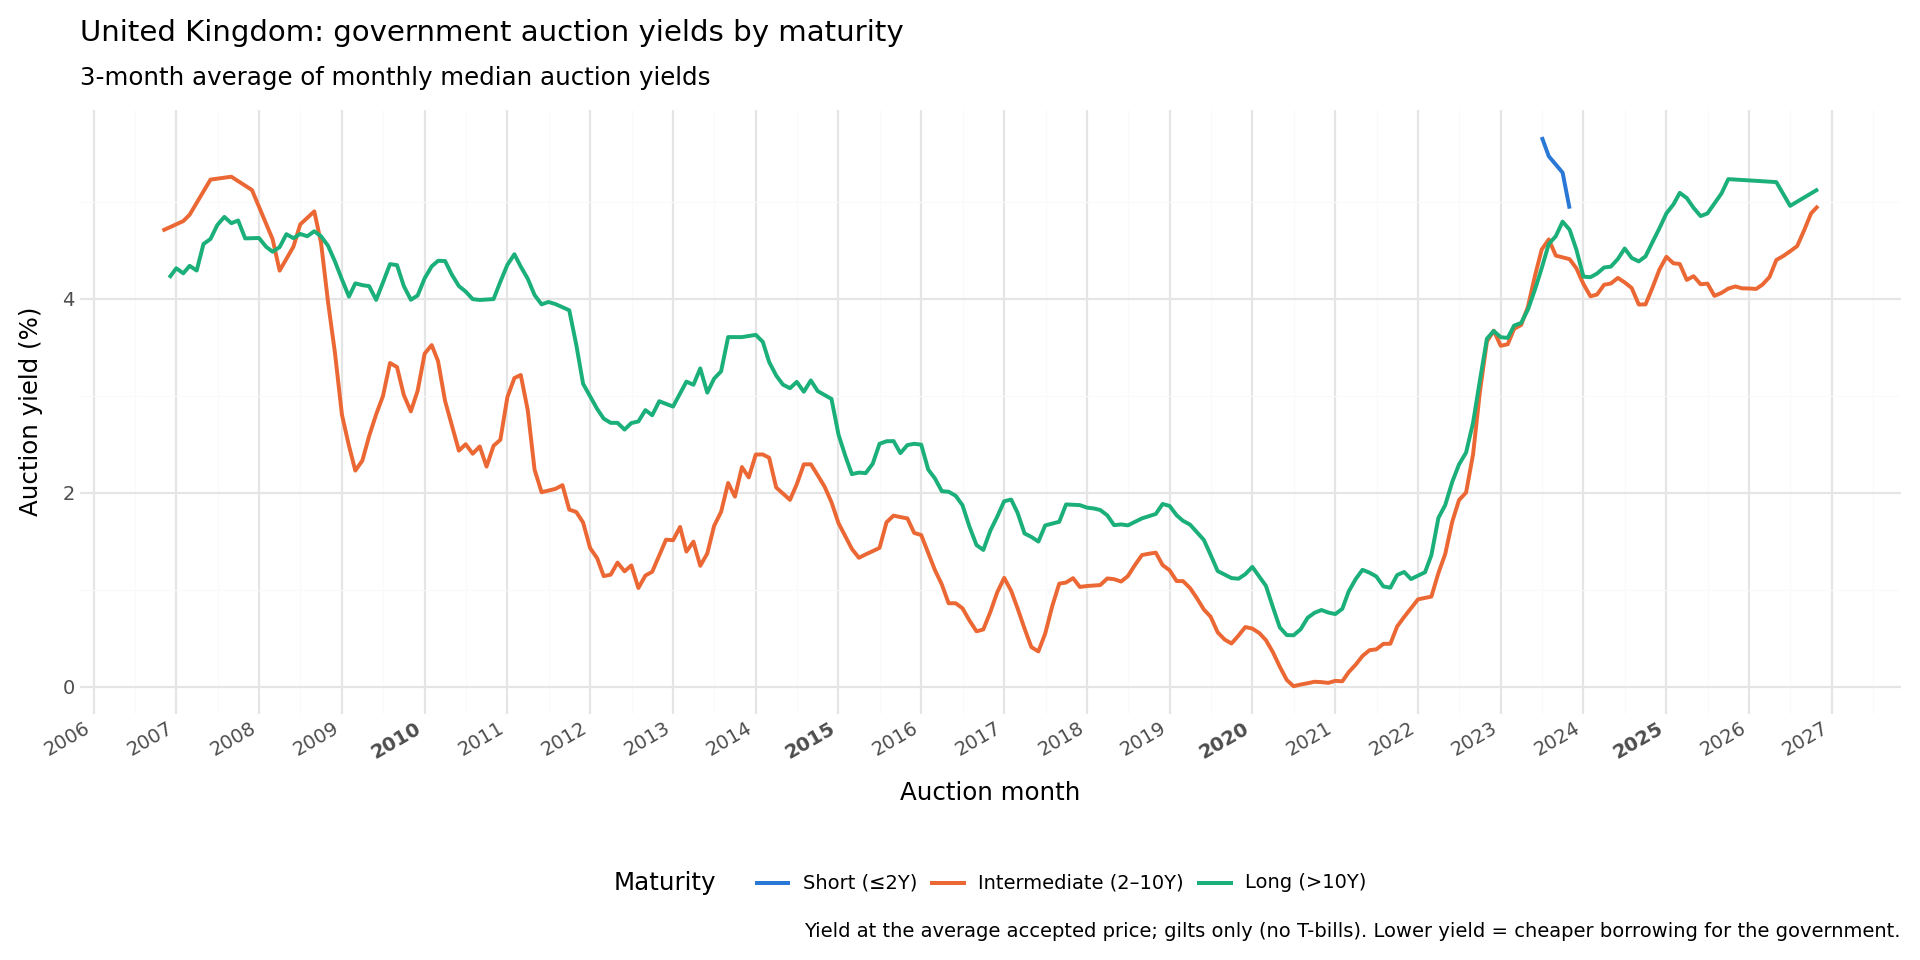 United Kingdom: government auction yields by maturity
3-month average of monthly median auction yields
Auction yield (%)
4
2
0
2006 2007 2008 2009 2010 2011 2012 2013 2014 2015 2016 2017 2018 2019 2020 2021 2022 2023 2024 2025 2026 2027
Auction month
Maturity Short (≤2Y) Intermediate (2–10Y) Long (>10Y)
Yield at the average accepted price; gilts only (no T-bills). Lower yield = cheaper borrowing for the government.